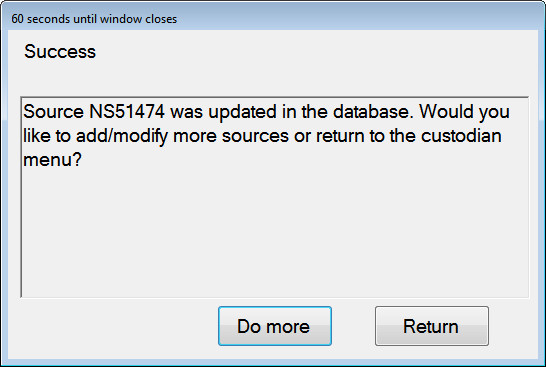 60 seconds until window closes
Success
Source NS51474 was updated in the database. Would you
like to add/modify more sources or return to the custodian
menu?
Do more
Return